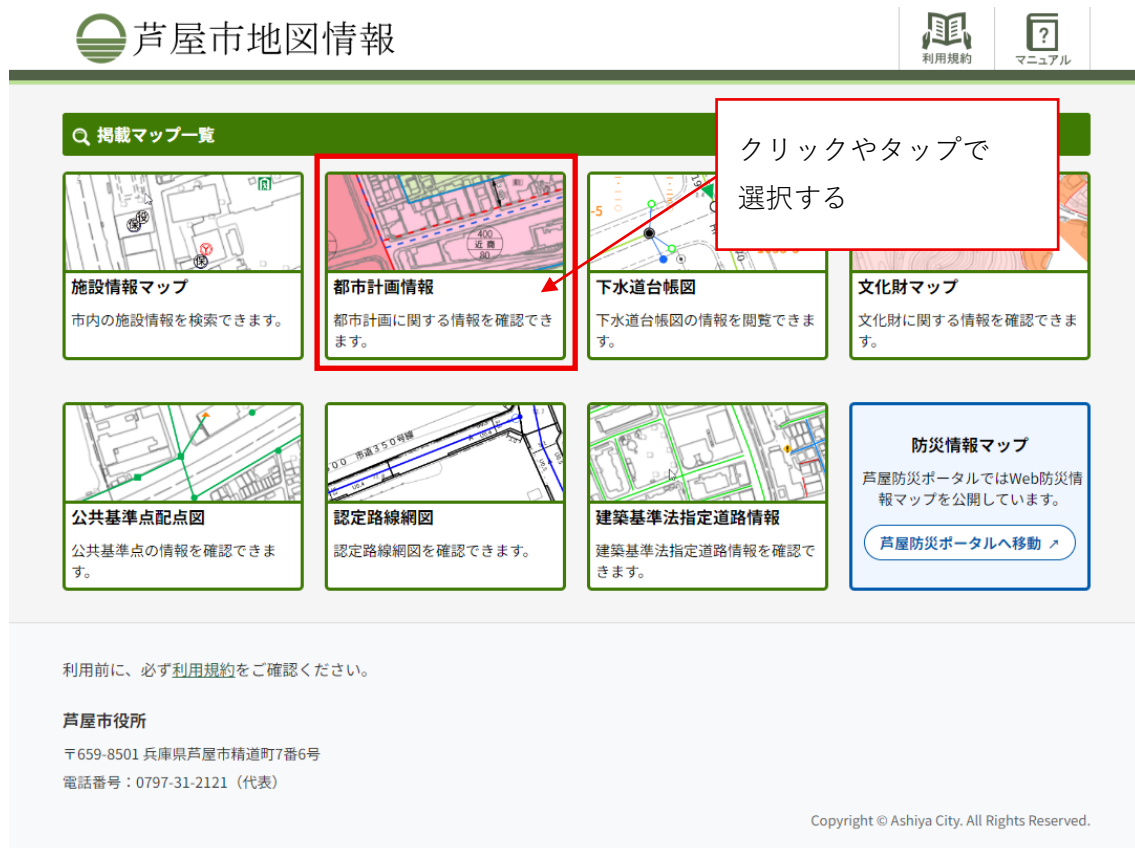 芦屋市地図情報
利用規約
?
マニュアル
掲載マップ一覧
クリックやタップで
選択する
400
近商
80
施設情報マップ
市内の施設情報を検索できます。
都市計画情報
都市計画に関する情報を確認でき
ます。
下水道台帳図
下水道台帳図の情報を閲覧できま
す。
文化財マップ
文化財に関する情報を確認できま
す。
市道350号線
公共基準点配点図
公共基準点の情報を確認できま
す。
認定路線網図
認定路線網図を確認できます。
建築基準法指定道路情報
建築基準法指定道路情報を確認で
きます。
防災情報マップ
芦屋防災ポータルではWeb防災情
報マップを公開しています。
芦屋防災ポータルへ移動 ↗
利用前に、必ず利用規約をご確認ください。
芦屋市役所
〒659-8501 兵庫県芦屋市精道町7番6号
電話番号：0797-31-2121（代表）
Copyright © Ashiya City. All Rights Reserved.